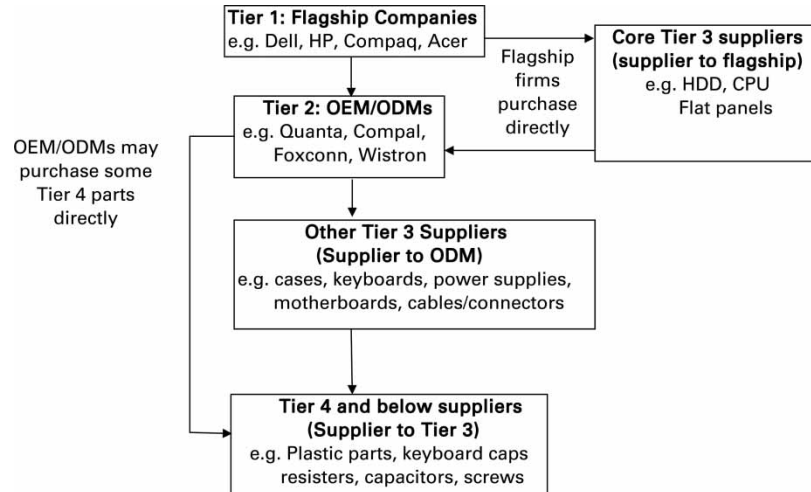 Tier 1: Flagship Companies
e.g. Dell, HP, Compaq, Acer
Flagship
firms
purchase
directly
Core Tier 3 suppliers
(supplier to flagship)
e.g. HDD, CPU
Flat panels
Tier 2: OEM/ODMs
e.g. Quanta, Compal,
Foxconn, Wistron
OEM/ODMs may
purchase some
Tier 4 parts
directly
Other Tier 3 Suppliers
(Supplier to ODM)
e.g. cases, keyboards, power supplies,
motherboards, cables/connectors
Tier 4 and below suppliers
(Supplier to Tier 3)
e.g. Plastic parts, keyboard caps
resisters, capacitors, screws